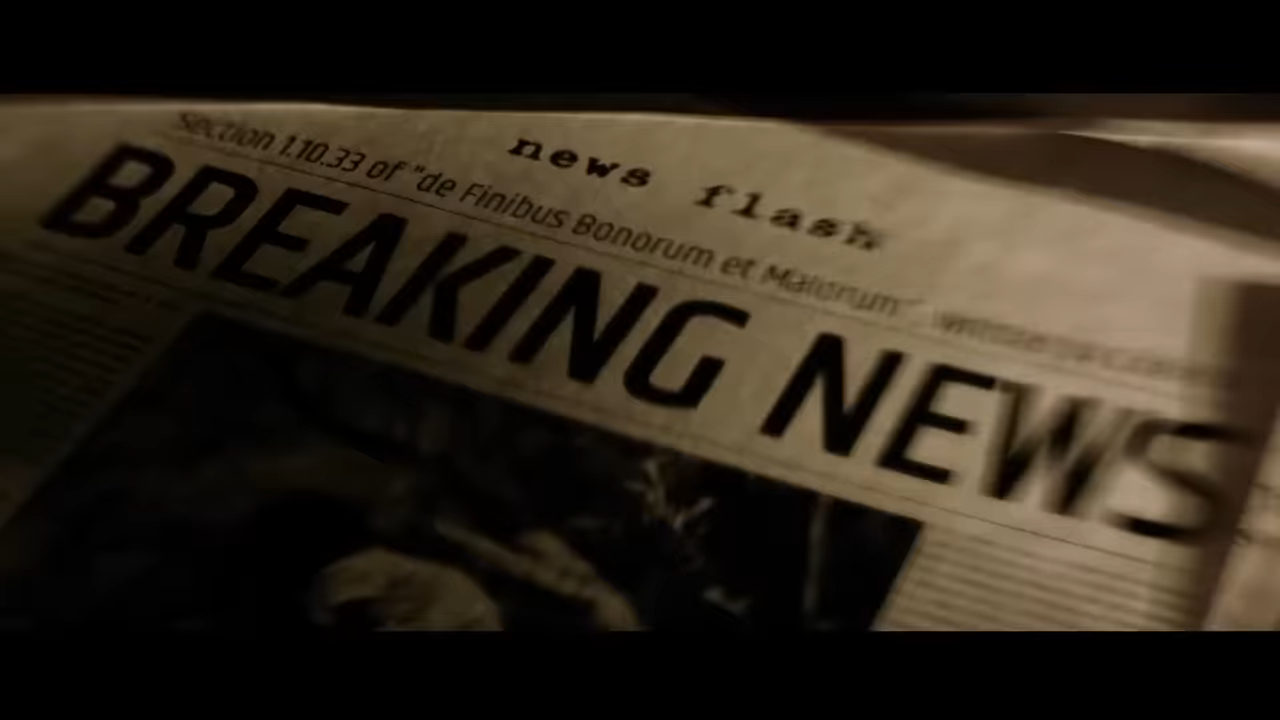 news flash
Section 1.10.33 of "de Finibus Bonorum et Malorum"
BREAKING NEWS